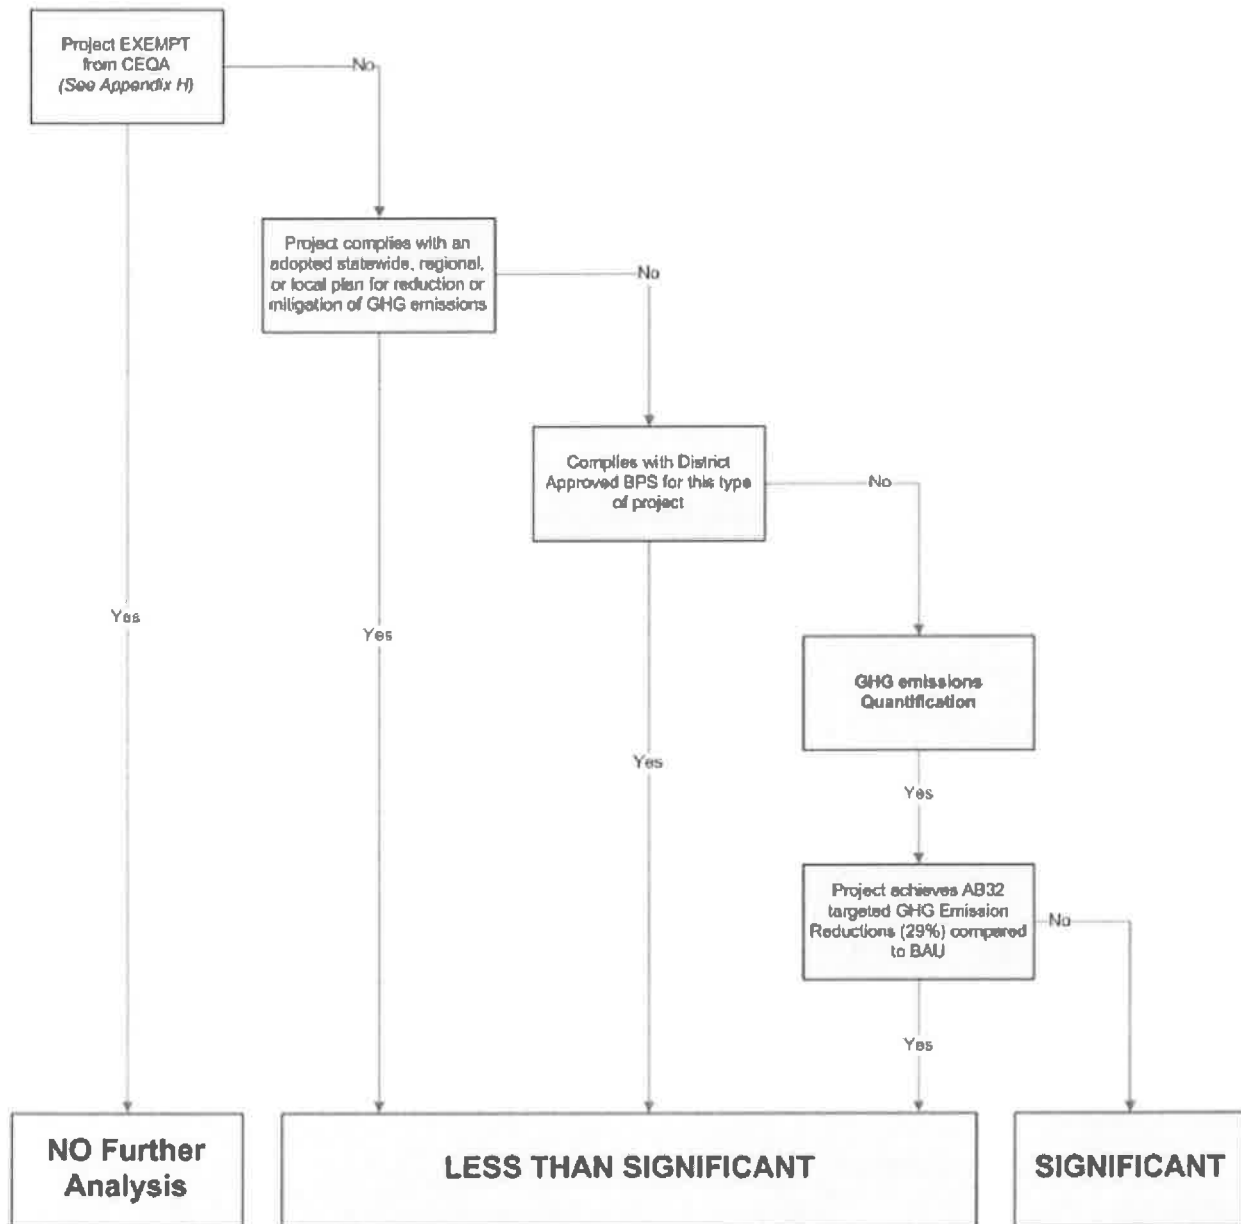 Project EXEMPT
from CEQA
(See Appendix H)
No
Project complies with an
adopted statewide, regional,
or local plan for reduction or
mitigation of GHG emissions
No
Complies with District
Approved BPS for this type
of project
No
Yes
Yes
GHG emissions
Quantification
Yes
Yes
Project achieves AB32
targeted GHG Emission
Reductions (29%) compared
to BAU
No
Yes
NO Further
Analysis
LESS THAN SIGNIFICANT
SIGNIFICANT